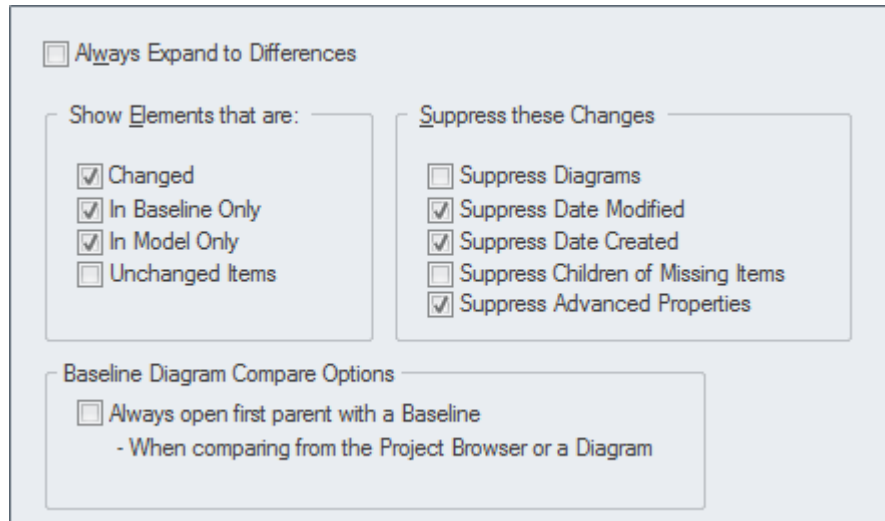 Always Expand to Differences
Show Elements that are:
Changed
In Baseline Only
In Model Only
Unchanged Items
Suppress these Changes
Suppress Diagrams
Suppress Date Modified
Suppress Date Created
Suppress Children of Missing Items
Suppress Advanced Properties
Baseline Diagram Compare Options
Always open first parent with a Baseline
- When comparing from the Project Browser or a Diagram